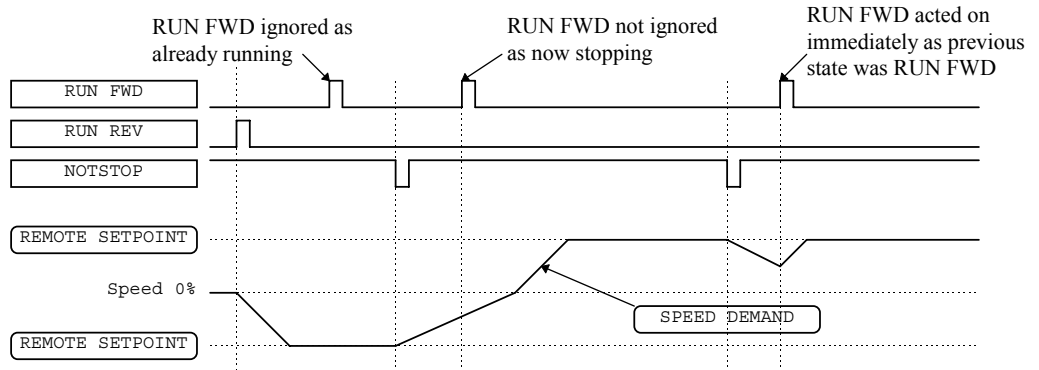 RUN FWD ignored as
already running
RUN FWD not ignored
as now stopping
RUN FWD acted on
immediately as previous
state was RUN FWD
RUN FWD
RUN REV
NOTSTOP
REMOTE SETPOINT
Speed 0%
SPEED DEMAND
REMOTE SETPOINT